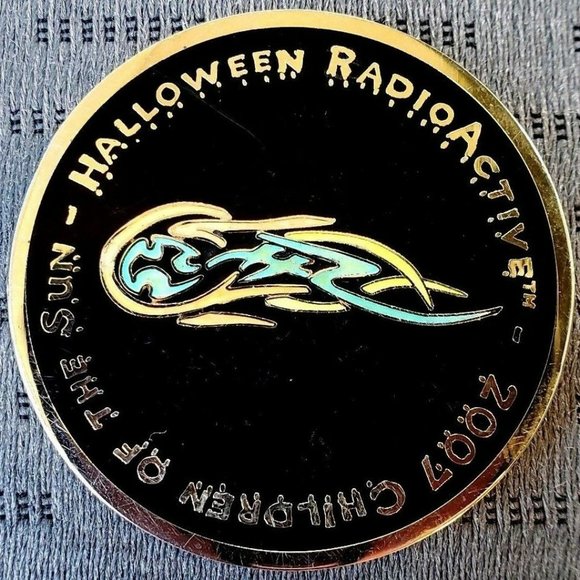 - HALLOWEEN RADIOACTIVE™ -
2007 CHILDREN OF THE SUN